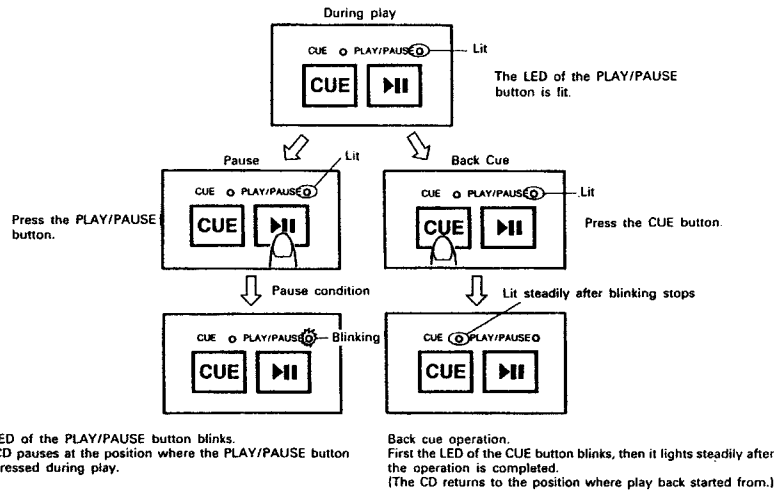 During play
CUE PLAY/PAUSE
Lit
CUE
The LED of the PLAY/PAUSE
button is fit.
Pause
Lit
Back Cue
CUE PLAY/PAUSE
CUE PLAY/PAUSE
Lit
Press the PLAY/PAUSE
button.
CUE
CUE
Press the CUE button.
Pause condition
Lit steadily after blinking stops
CUE PLAY/PAUSE
Blinking
CUE PLAY/PAUSE
CUE
CUE
ED of the PLAY/PAUSE button blinks.
CD pauses at the position where the PLAY/PAUSE button
ressed during play.
Back cue operation.
First the LED of the CUE button blinks, then it lights steadily after
the operation is completed.
(The CD returns to the position where play back started from.)